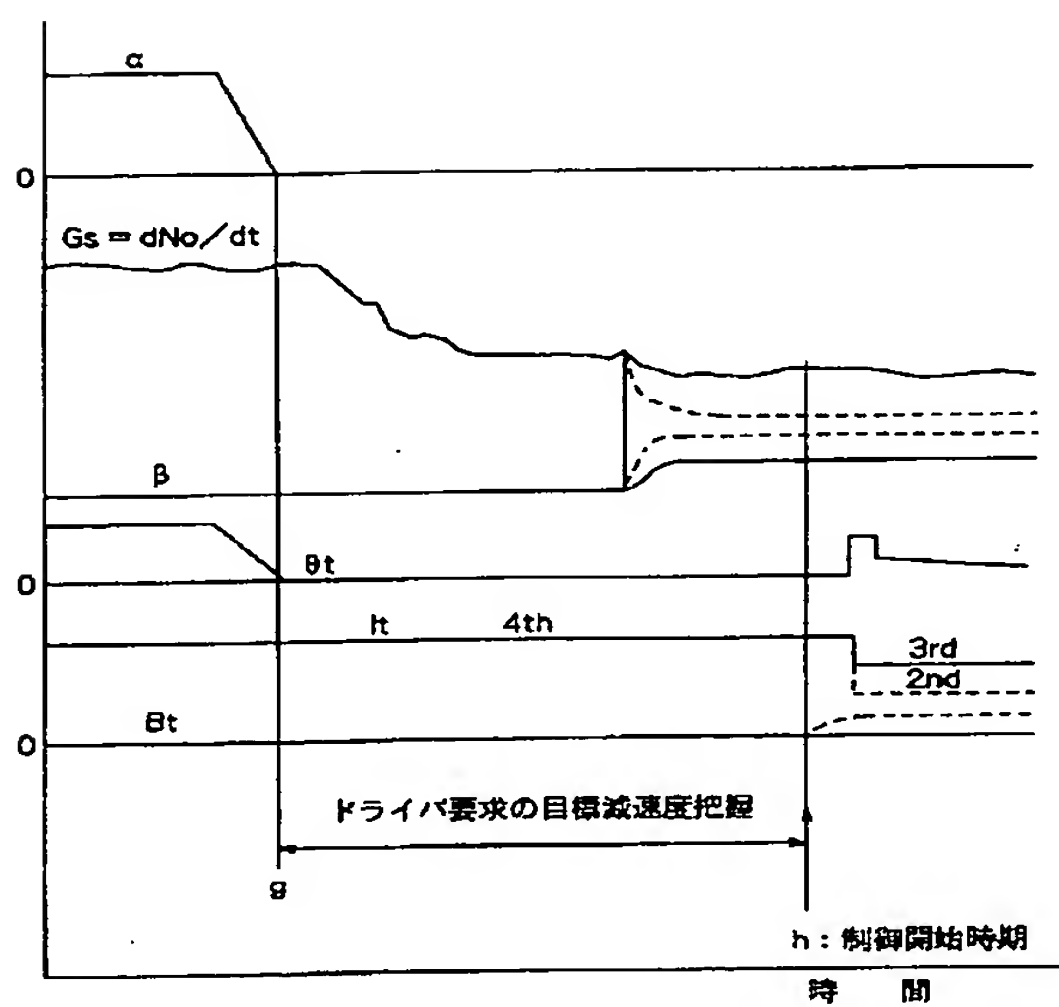 α
0
Gs = dNo/dt
β
θt
0
It 4th
3rd
2nd
Bt
0
ドライバ要求の目標減速度把握
g
h : 制御開始時期
時 間